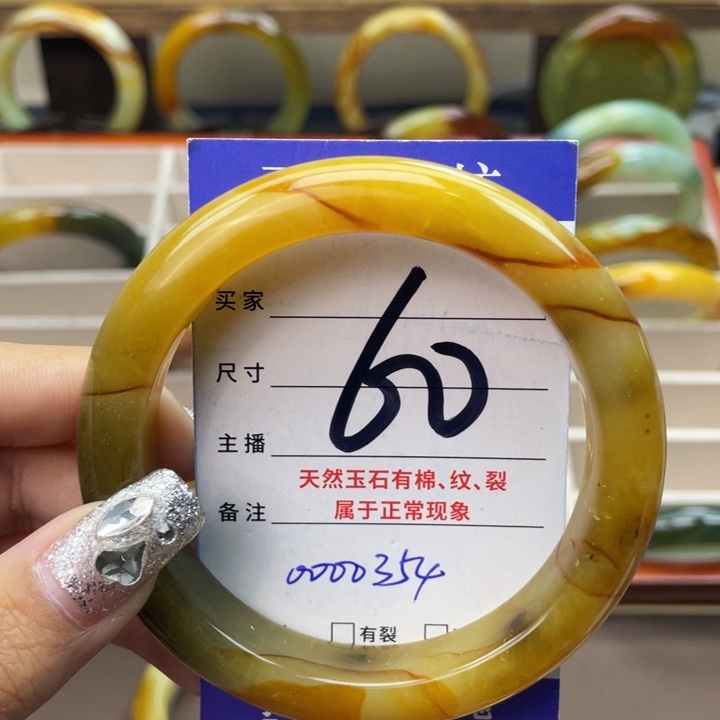 买家
60
尺寸
主播
天然玉石有棉、纹、裂
备注 属于正常现象
0000354
有裂